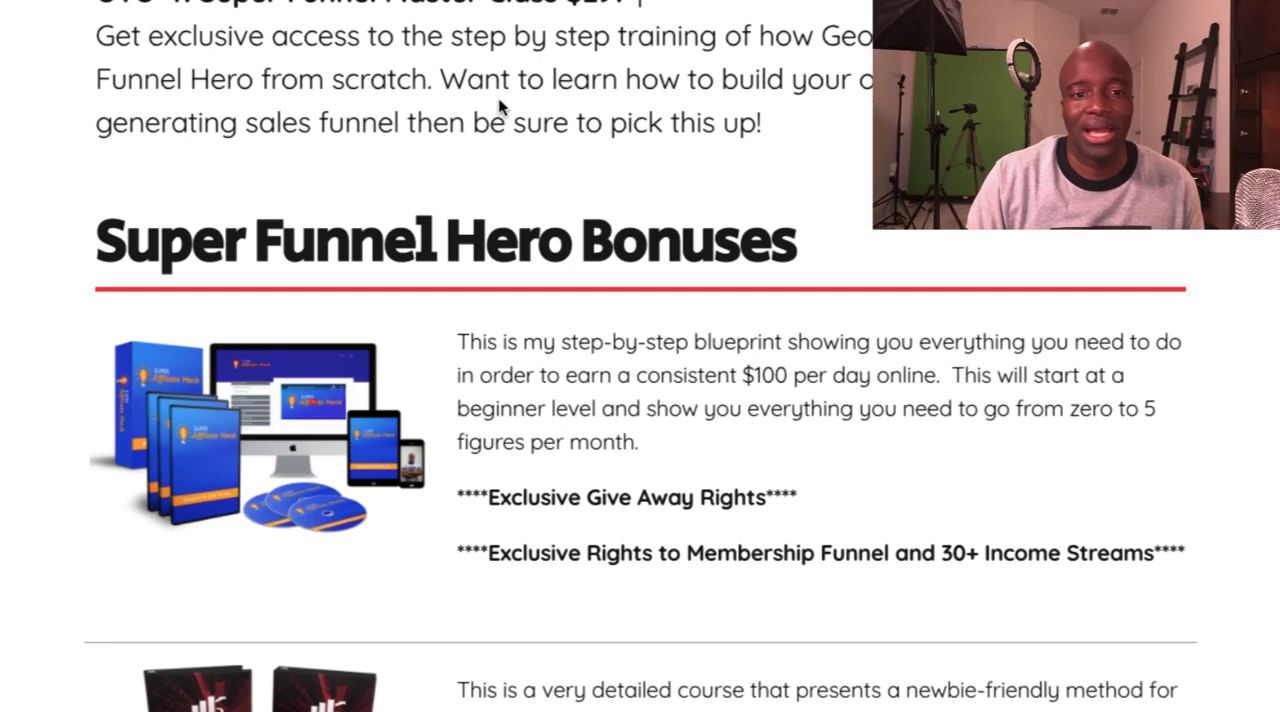 Get exclusive access to the step by step training of how Geo
Funnel Hero from scratch. Want to learn how to build your
generating sales funnel then be sure to pick this up!
Super Funnel Hero Bonuses
This is my step-by-step blueprint showing you everything you need to do
in order to earn a consistent $100 per day online. This will start at a
beginner level and show you everything you need to go from zero to 5
figures per month.
SUPER
Affiliate Hack
****Exclusive Give Away Rights****
****Exclusive Rights to Membership Funnel and 30+ Income Streams****
This is a very detailed course that presents a newbie-friendly method for